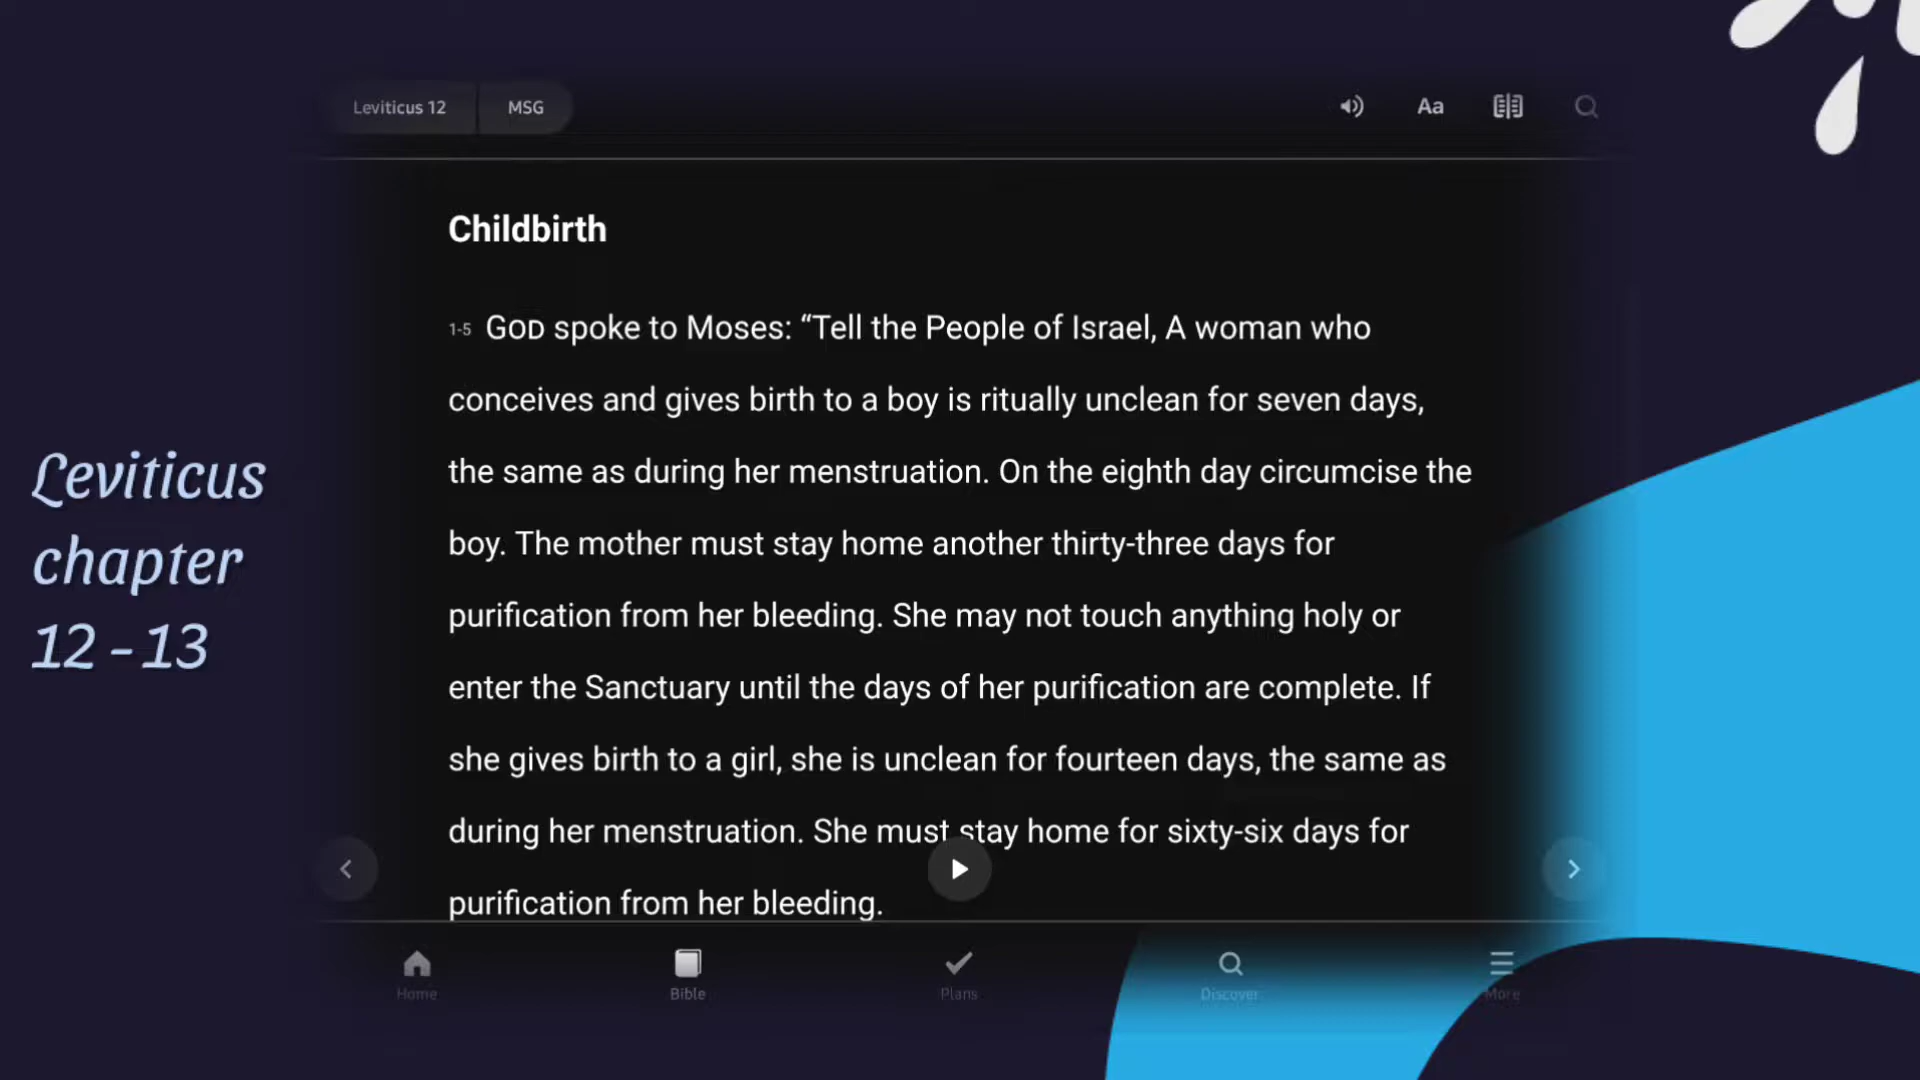 Leviticus 12 MSG
Aa
Childbirth
1-5 GOD spoke to Moses: “Tell the People of Israel, A woman who
conceives and gives birth to a boy is ritually unclean for seven days,
the same as during her menstruation. On the eighth day circumcise the
boy. The mother must stay home another thirty-three days for
purification from her bleeding. She may not touch anything holy or
enter the Sanctuary until the days of her purification are complete. If
she gives birth to a girl, she is unclean for fourteen days, the same as
during her menstruation. She must stay home for sixty-six days for
purification from her bleeding.
Leviticus
chapter
12 - 13
Home Bible Plans Discover More